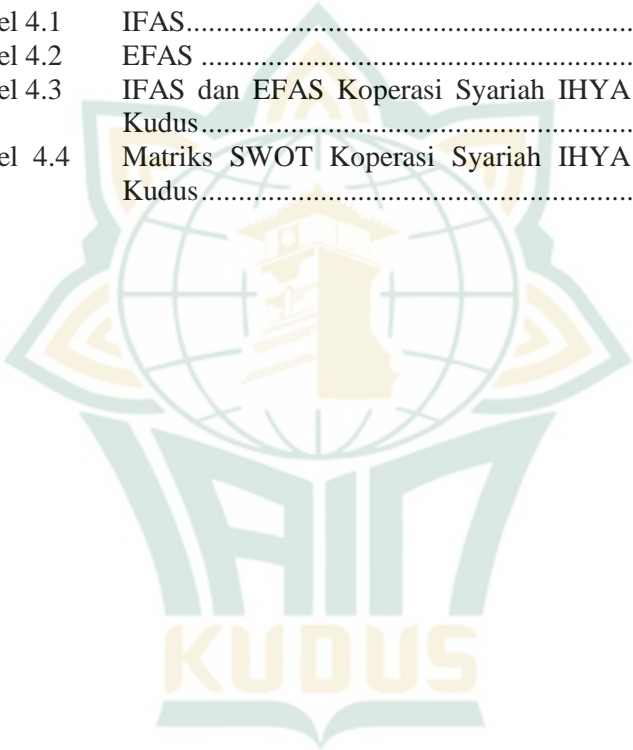 el 4.1 IFAS.......................................................
el 4.2 EFAS .....................................................
el 4.3 IFAS dan EFAS Koperasi Syariah IHYA
Kudus.....................................................
el 4.4 Matriks SWOT Koperasi Syariah IHYA
Kudus.....................................................
IAIN
KUDUS